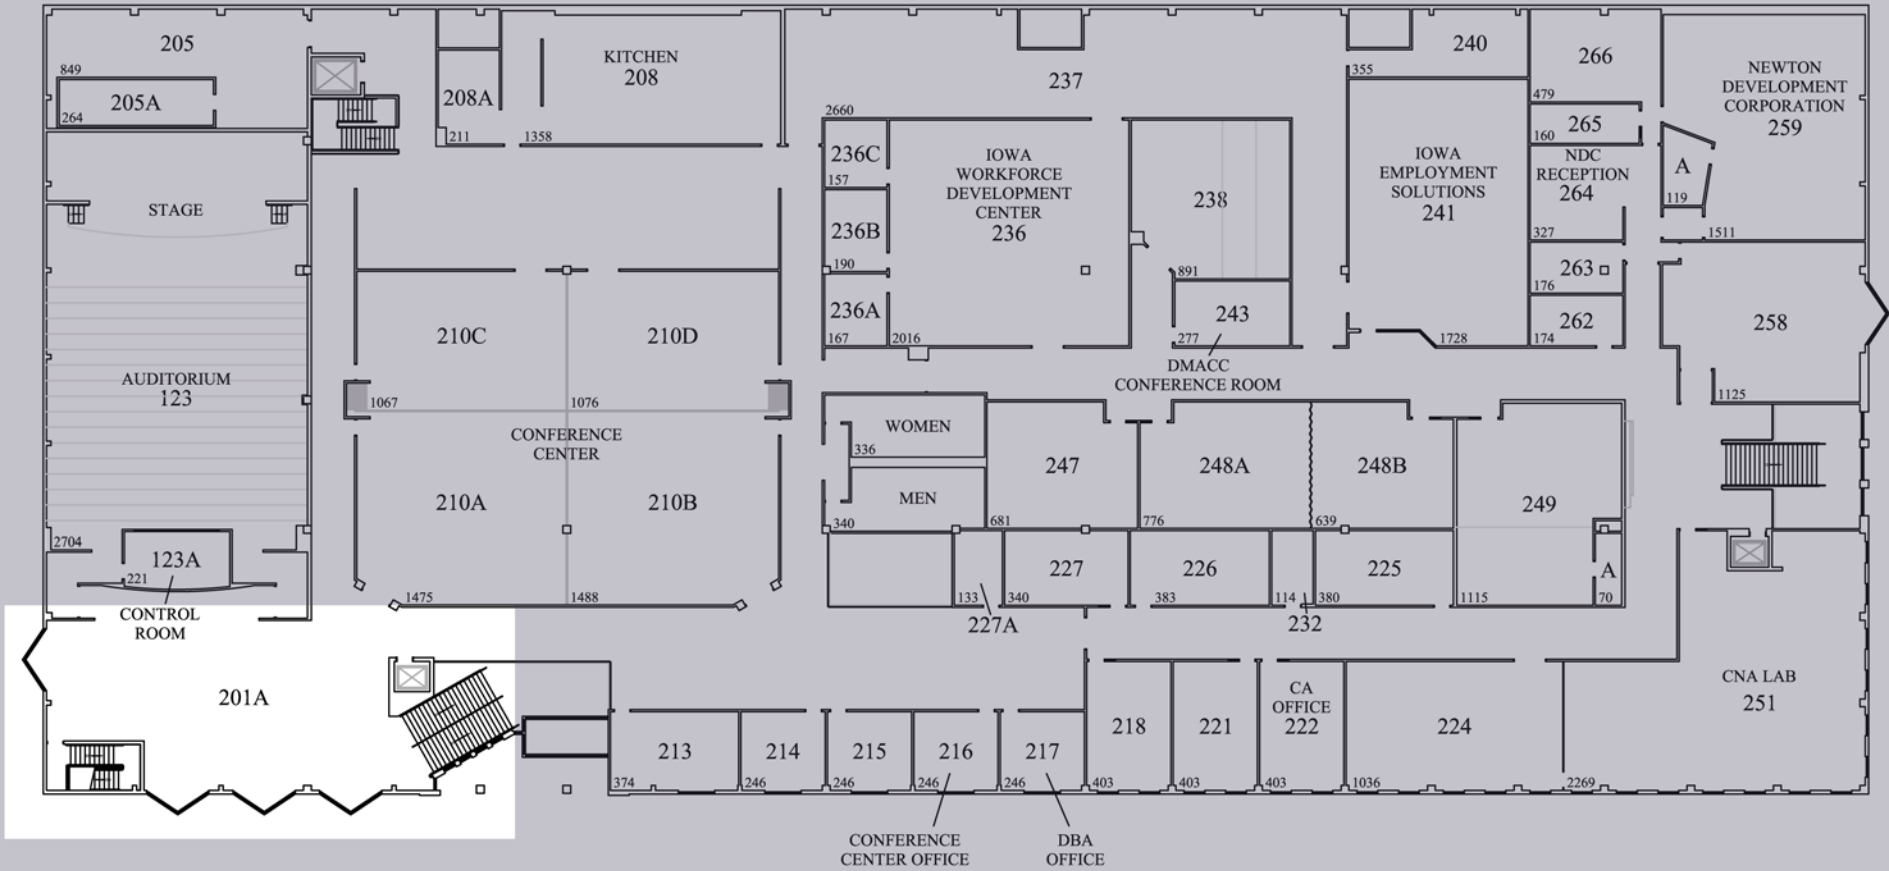 205
849
205A
264
KITCHEN
208
208A
211
1358
237
2660
240
355
266
479
265
160
NEWTON
DEVELOPMENT
CORPORATION
259
NDC
RECEPTION
264
327
A
119
1511
STAGE
236C
157
236B
190
236A
167
IOWA
WORKFORCE
DEVELOPMENT
CENTER
236
2016
238
891
243
277
DMACC
CONFERENCE ROOM
IOWA
EMPLOYMENT
SOLUTIONS
241
1728
263
176
262
174
258
1125
AUDITORIUM
123
2704
123A
221
CONTROL
ROOM
210C
1067
210D
1076
CONFERENCE
CENTER
210A
1475
210B
1488
WOMEN
336
MEN
340
247
681
248A
776
248B
639
249
1115
A
70
133
227A
227
340
226
383
114
232
225
380
201A
213
374
214
246
215
246
216
246
217
246
218
403
221
403
CA
OFFICE
222
403
224
1036
CNA LAB
251
2269
CONFERENCE
CENTER OFFICE
DBA
OFFICE